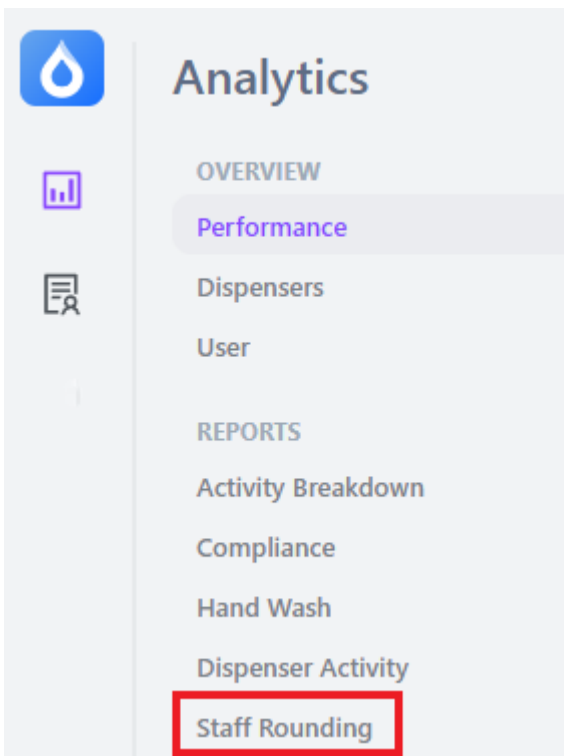 Analytics
OVERVIEW
Performance
Dispensers
User
REPORTS
Activity Breakdown
Compliance
Hand Wash
Dispenser Activity
Staff Rounding